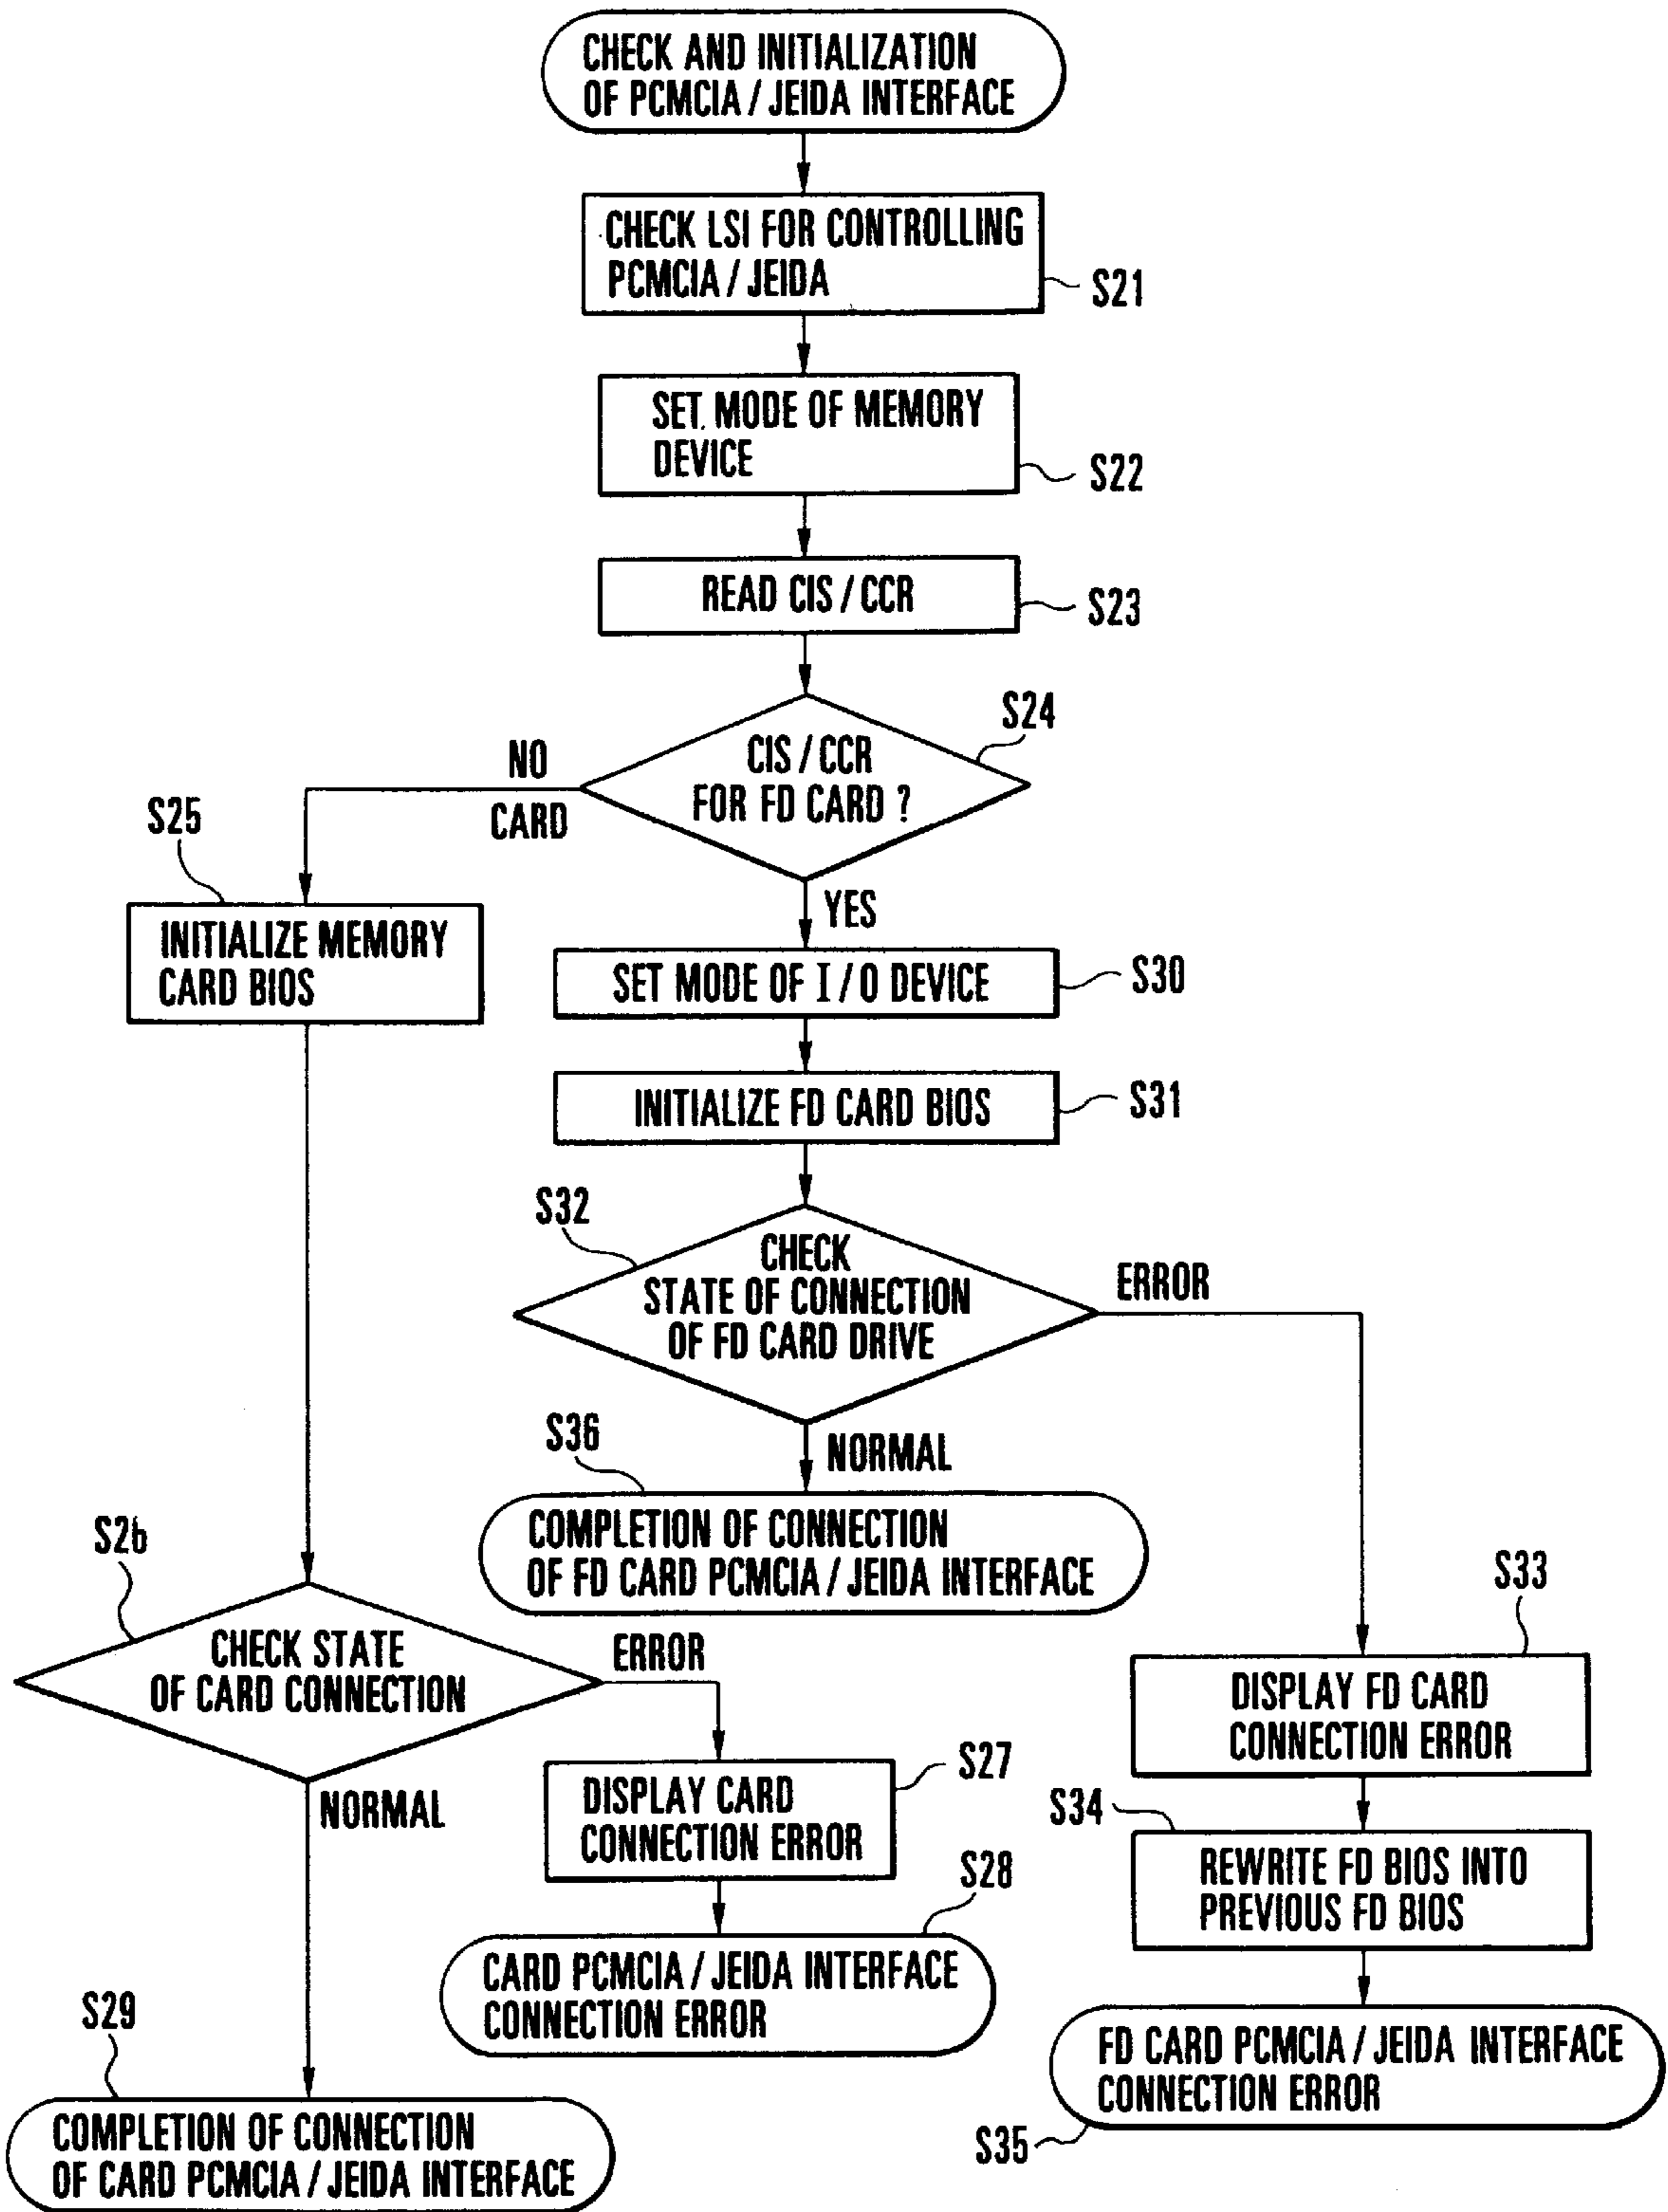 CHECK AND INITIALIZATION
OF PCMCIA / JEIDA INTERFACE
CHECK LSI FOR CONTROLLING
PCMCIA / JEIDA
S21
SET MODE OF MEMORY
DEVICE
S22
READ CIS / CCR
S23
S24
CIS / CCR
FOR FD CARD ?
NO
CARD
YES
S25
INITIALIZE MEMORY
CARD BIOS
SET MODE OF I / O DEVICE
S30
INITIALIZE FD CARD BIOS
S31
S32
CHECK
STATE OF CONNECTION
OF FD CARD DRIVE
ERROR
NORMAL
S36
COMPLETION OF CONNECTION
OF FD CARD PCMCIA / JEIDA INTERFACE
S26
CHECK STATE
OF CARD CONNECTION
ERROR
NORMAL
S33
DISPLAY FD CARD
CONNECTION ERROR
S27
DISPLAY CARD
CONNECTION ERROR
S34
REWRITE FD BIOS INTO
PREVIOUS FD BIOS
S28
CARD PCMCIA / JEIDA INTERFACE
CONNECTION ERROR
FD CARD PCMCIA / JEIDA INTERFACE
CONNECTION ERROR
S35
S29
COMPLETION OF CONNECTION
OF CARD PCMCIA / JEIDA INTERFACE